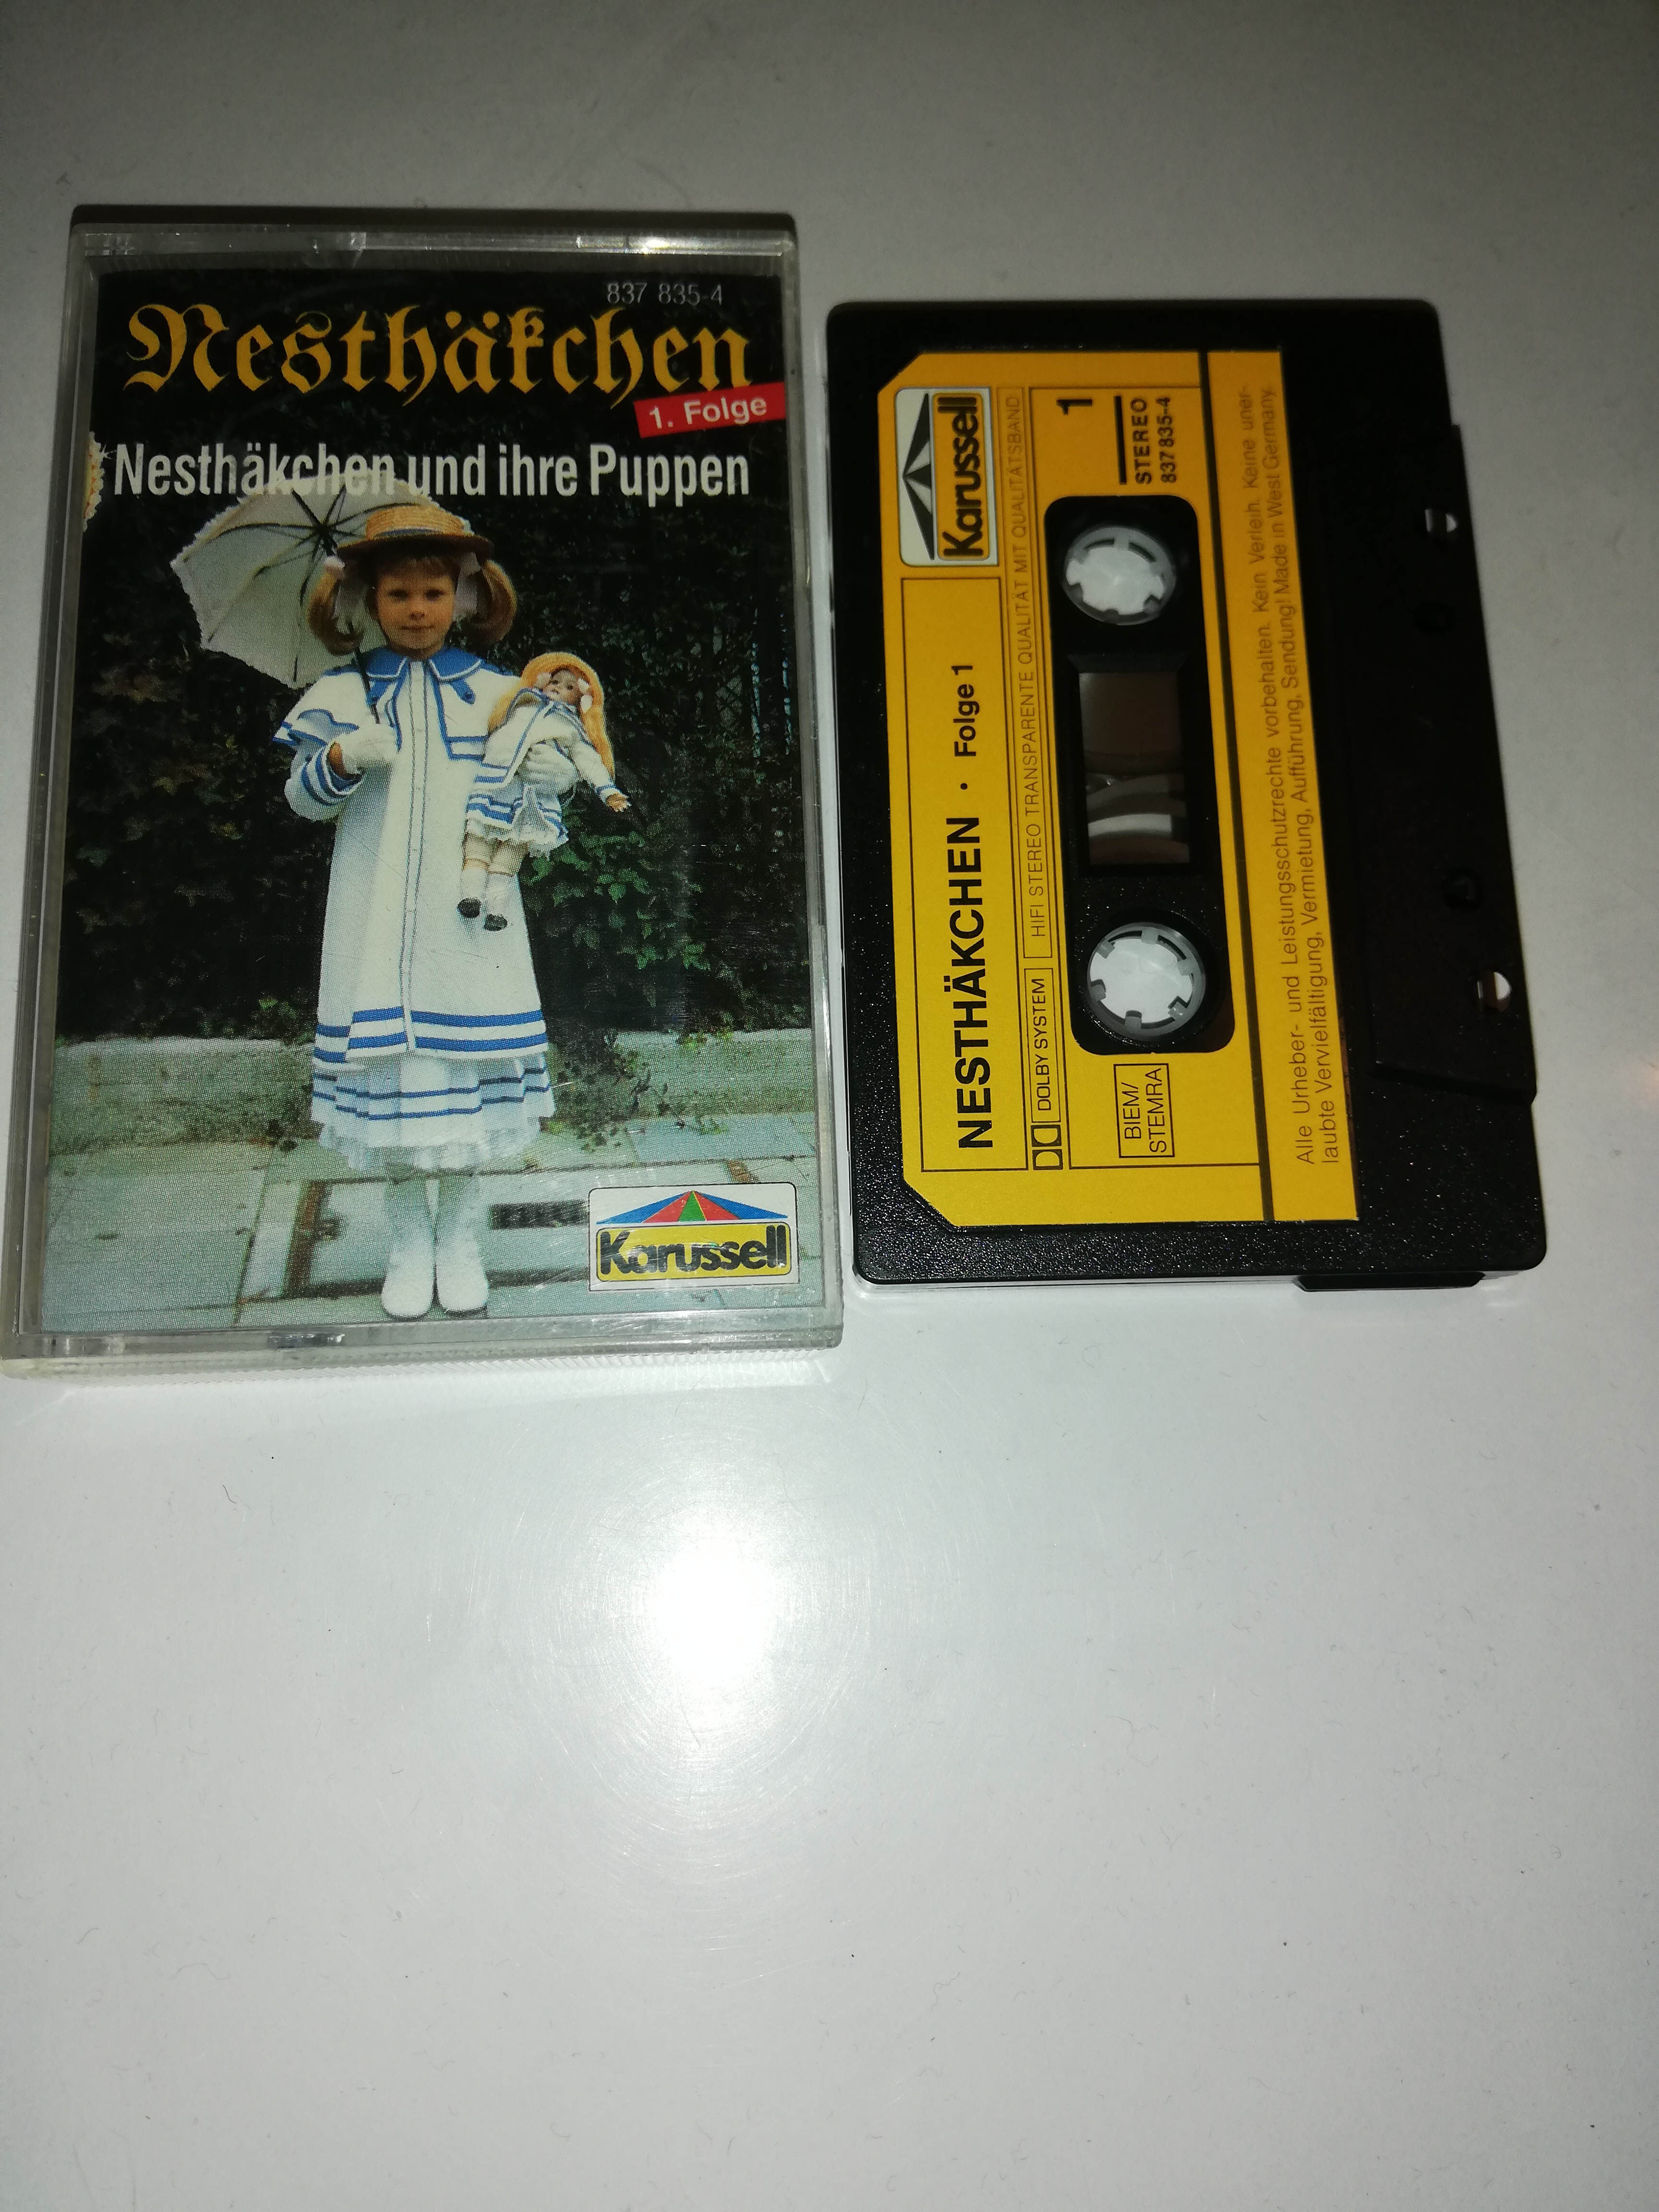 837 835-4
Nesthäkchen
1. Folge
Nesthäkchen und ihre Puppen
Karussell
Karussell
NESTHÄKCHEN · Folge 1
DOLBY SYSTEM
HIFI STEREO TRANSPARENTE QUALITÄT MIT QUALITÄTSBAND
1
STEREO
837 835-4
BIEM/
STEMRA
Alle Urheber- und Leistungsschutzrechte vorbehalten. Kein Verleih. Keine uner-
laubte Vervielfältigung, Vermietung, Aufführung, Sendung! Made in West Germany.